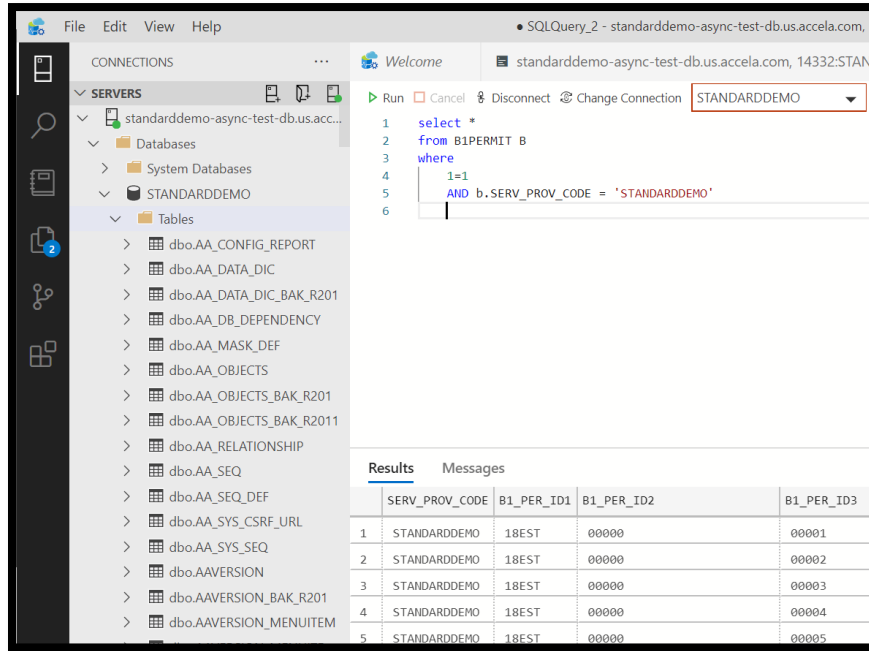 File Edit View Help ● SQLQuery_2 - standarddemo-async-test-db.us.accela.com,
CONNECTIONS ...
SERVERS
standarddemo-async-test-db.us.acc...
Databases
System Databases
STANDARDDEMO
Tables
dbo.AA_CONFIG_REPORT
dbo.AA_DATA_DIC
dbo.AA_DATA_DIC_BAK_R201
dbo.AA_DB_DEPENDENCY
dbo.AA_MASK_DEF
dbo.AA_OBJECTS
dbo.AA_OBJECTS_BAK_R201
dbo.AA_OBJECTS_BAK_R2011
dbo.AA_RELATIONSHIP
dbo.AA_SEQ
dbo.AA_SEQ_DEF
dbo.AA_SYS_CSRF_URL
dbo.AA_SYS_SEQ
dbo.AAVERSION
dbo.AAVERSION_BAK_R201
dbo.AAVERSION_MENUITEM
2
Welcome standarddemo-async-test-db.us.accela.com, 14332:STAN
Run Cancel Disconnect Change Connection STANDARDDEMO
1 select *
2 from B1PERMIT B
3 where
4 1=1
5 AND b.SERV_PROV_CODE = 'STANDARDDEMO'
6
Results Messages
SERV_PROV_CODE B1_PER_ID1 B1_PER_ID2 B1_PER_ID3
1 STANDARDDEMO 18EST 00000 00001
2 STANDARDDEMO 18EST 00000 00002
3 STANDARDDEMO 18EST 00000 00003
4 STANDARDDEMO 18EST 00000 00004
5 STANDARDDEMO 18EST 00000 00005